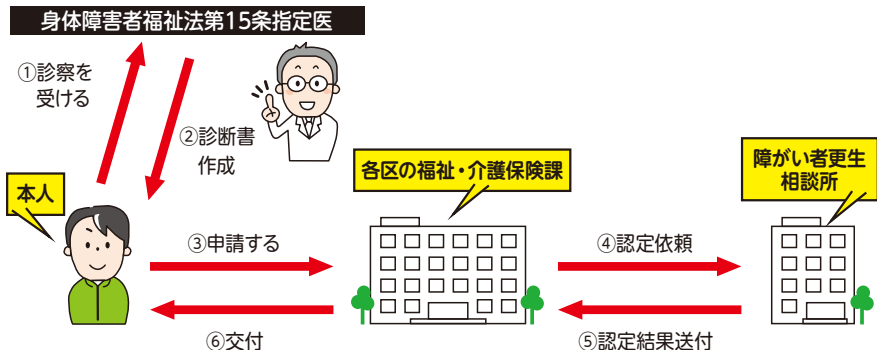 身体障害者福祉法第15条指定医
①診察を
受ける
②診断書
作成
本人
各区の福祉・介護保険課
障がい者更生
相談所
③申請する
④認定依頼
⑥交付
⑤認定結果送付